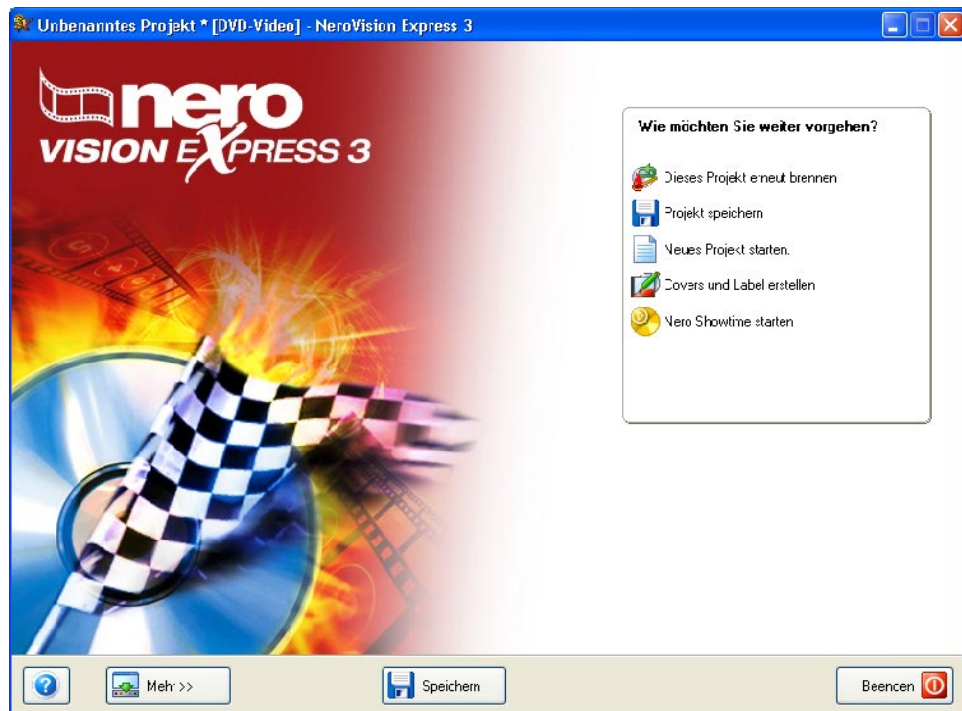 Unbenanntes Projekt * [DVD-Video] - NeroVision Express 3
nero
VISION EXPRESS 3
Wie möchten Sie weiter vorgehen?
Dieses Projekt erneut brennen
Projekt speichern
Neues Projekt starten.
Covers und Label erstellen
Nero Showtime starten
? Mehr >> Speichern Beenden